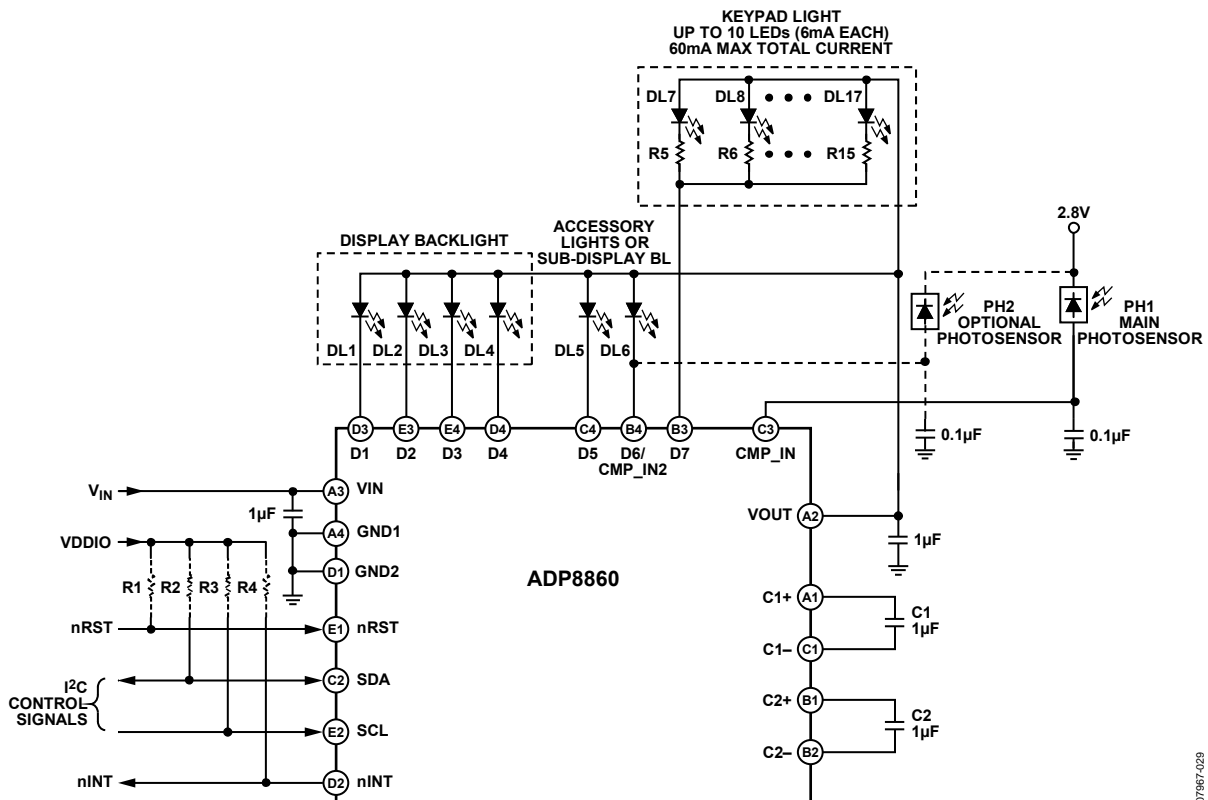 KEYPAD LIGHT
UP TO 10 LEDs (6mA EACH)
60mA MAX TOTAL CURRENT
DL7
DL8
DL17
R5
R6
R15
2.8V
DISPLAY BACKLIGHT
ACCESSORY
LIGHTS OR
SUB-DISPLAY BL
DL1
DL2
DL3
DL4
DL5
DL6
PH2
OPTIONAL
PHOTOSENSOR
PH1
MAIN
PHOTOSENSOR
0.1µF
0.1µF
D3
E3
E4
D4
C4
B4
B3
C3
D1
D2
D3
D4
D5
D6/
CMP_IN2
D7
CMP_IN
VIN
A3
VIN
1µF
A4
GND1
D1
GND2
VDDIO
R1
R2
R3
R4
ADP8860
VOUT
A2
1µF
nRST
E1
nRST
I2C
CONTROL
SIGNALS
C2
SDA
E2
SCL
nINT
D2
nINT
C1+
A1
C1
1µF
C1–
C1
C2+
B1
C2
1µF
C2–
B2
07967-029